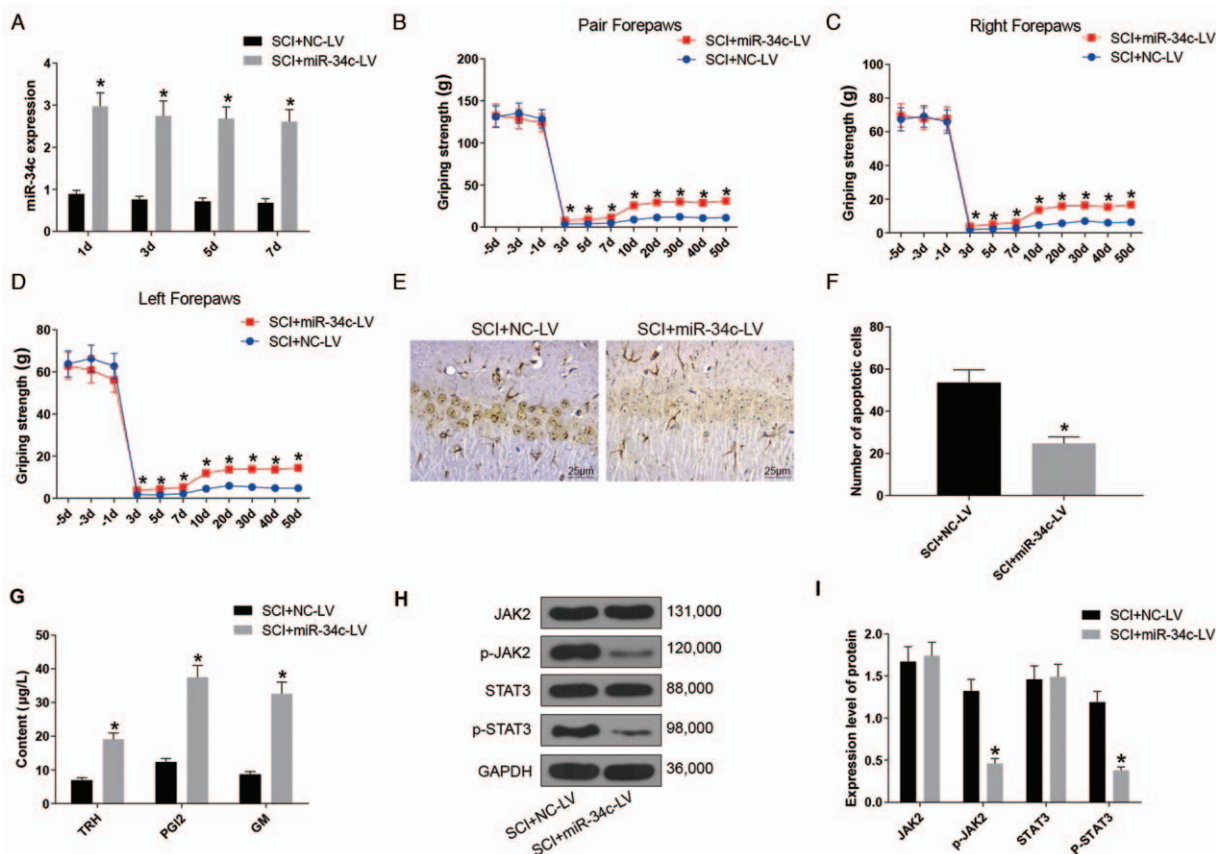 A
SCI+NC-LV
SCI+miR-34c-LV
miR-34c expression
4
3
2
1
0
* * * *
1d 3d 5d 7d
B
Pair Forepaws
SCI+miR-34c-LV
SCI+NC-LV
Griping strength (g)
200
150
100
50
0
* * * * * * * *
-5d -3d -1d 3d 5d 7d 10d 20d 30d 40d 50d
C
Right Forepaws
SCI+miR-34c-LV
SCI+NC-LV
Griping strength (g)
100
80
60
40
20
0
* * * * * * * *
-5d -3d -1d 3d 5d 7d 10d 20d 30d 40d 50d
D
Left Forepaws
SCI+miR-34c-LV
SCI+NC-LV
Griping strength (g)
80
60
40
20
0
* * * * * * * *
-5d -3d -1d 3d 5d 7d 10d 20d 30d 40d 50d
E
SCI+NC-LV SCI+miR-34c-LV
25μm 25μm
F
Number of apoptotic cells
80
60
40
20
0
*
SCI+NC-LV SCI+miR-34c-LV
G
SCI+NC-LV
SCI+miR-34c-LV
Content (μg/L)
50
40
30
20
10
0
* * *
TRH PGI2 GM
H
JAK2 131,000
p-JAK2 120,000
STAT3 88,000
p-STAT3 98,000
GAPDH 36,000
SCI+NC-LV SCI+miR-34c-LV
I
SCI+NC-LV
SCI+miR-34c-LV
Expression level of protein
2.0
1.5
1.0
0.5
0.0
* *
JAK2 p-JAK2 STAT3 P-STAT3